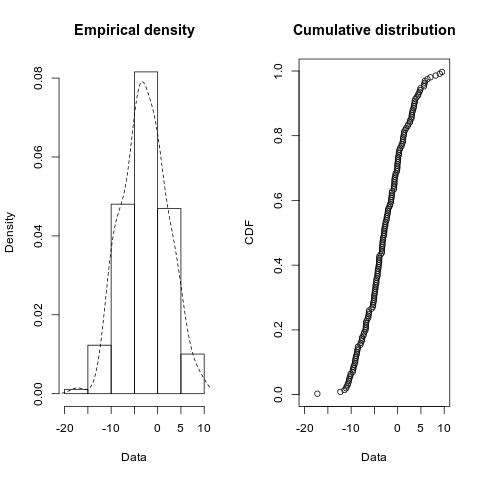 Empirical density
Density
0.00 0.02 0.04 0.06 0.08
-20 -10 0 5 10
Data
Cumulative distribution
CDF
0.0 0.2 0.4 0.6 0.8 1.0
-20 -10 0 5 10
Data